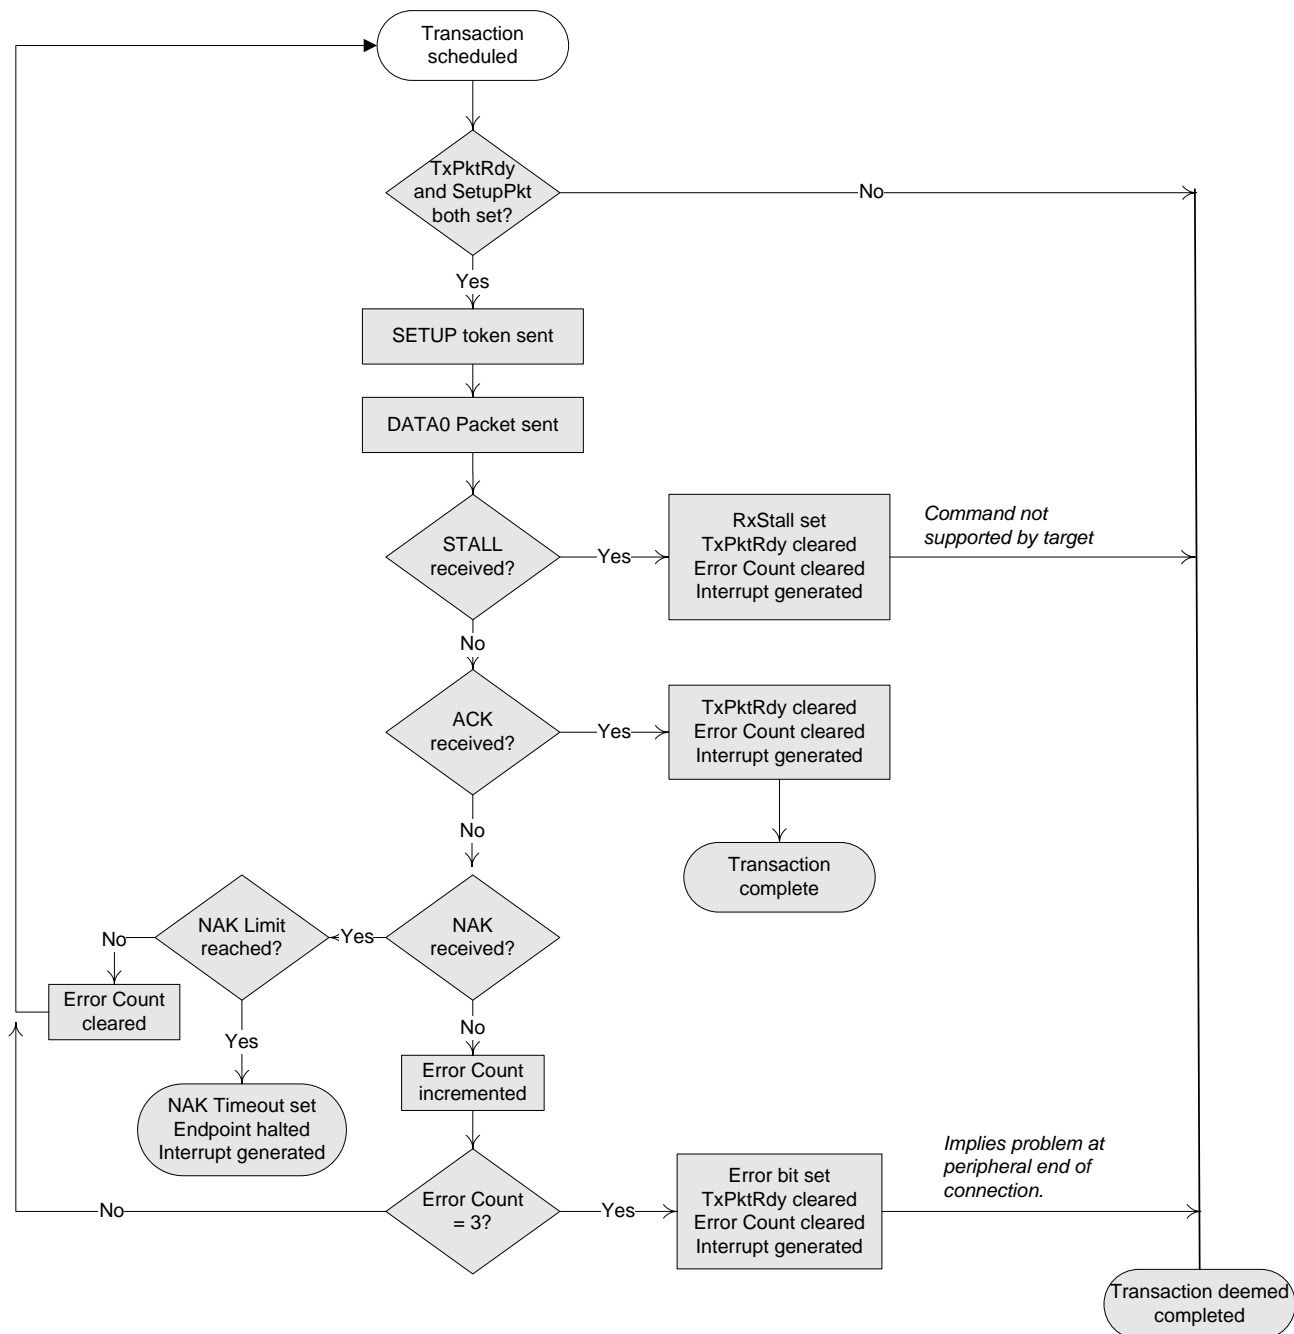 Transaction
scheduled
TxPktRdy
and SetupPkt
both set?
No
Yes
SETUP token sent
DATA0 Packet sent
STALL
received?
Yes
RxStall set
TxPktRdy cleared
Error Count cleared
Interrupt generated
Command not
supported by target
No
ACK
received?
Yes
TxPktRdy cleared
Error Count cleared
Interrupt generated
No
Transaction
complete
NAK
received?
Yes
NAK Limit
reached?
No
Error Count
cleared
Yes
NAK Timeout set
Endpoint halted
Interrupt generated
No
Error Count
incremented
Error Count
= 3?
No
Yes
Error bit set
TxPktRdy cleared
Error Count cleared
Interrupt generated
Implies problem at
peripheral end of
connection.
Transaction deemed
completed